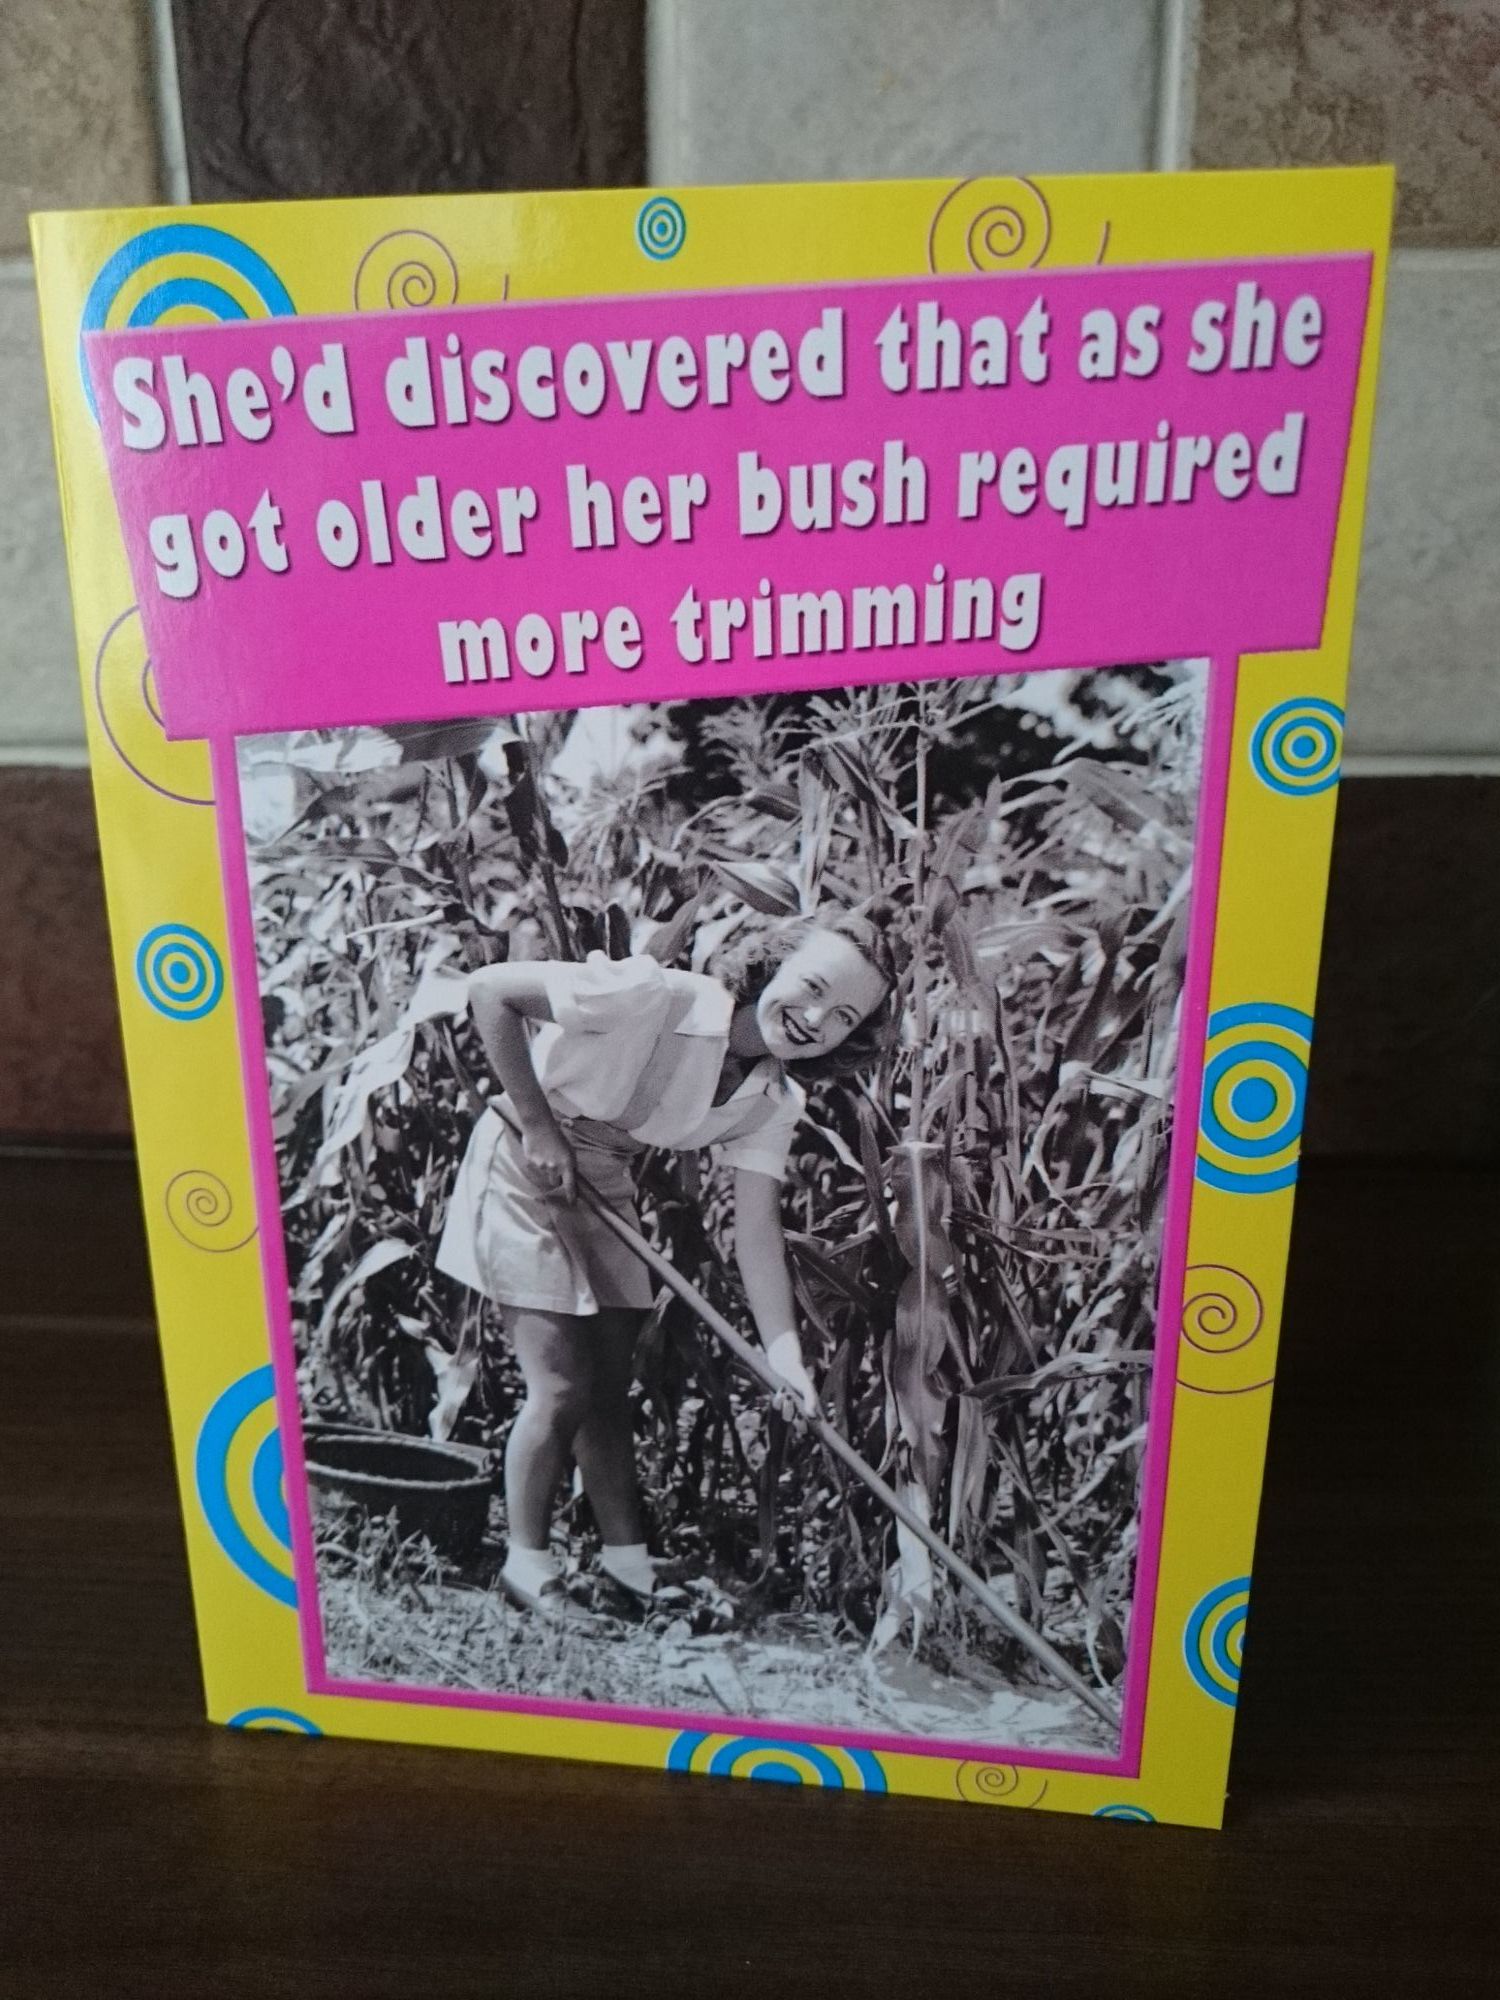 She'd discovered that as she
got older her bush required
more trimming